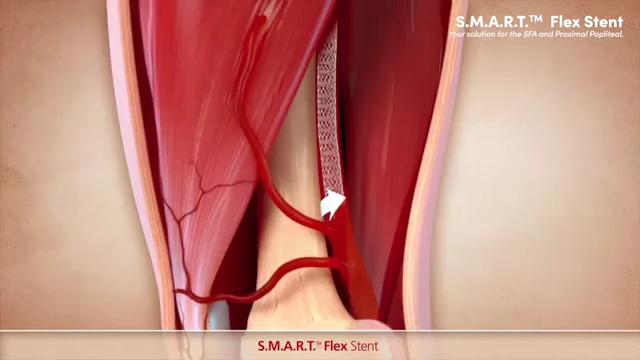 S.M.A.R.T.™ Flex Stent
Your solution for the SFA and Proximal Popliteal.
S.M.A.R.T.™ Flex Stent